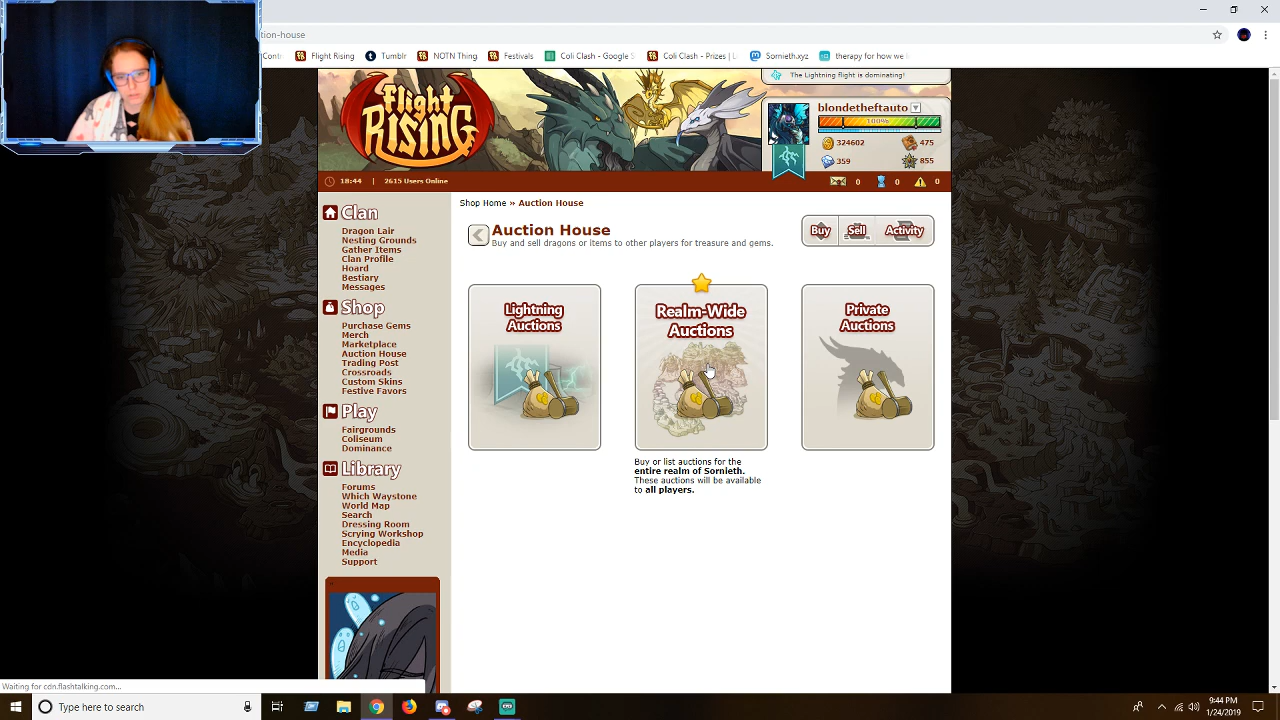 tion-house
Contr
Flight Rising
Tumblr
NOTN Thing
Festivals
Coli Clash - Google S
Coli Clash - Prizes | L
Sornieth.xyz
therapy for how we l
The Lightning flight is dominating!
flight
RISING
blondetheftauto
100%
324602
475
359
855
18:44 | 2615 Users Online
0
0
0
Clan
Dragon Lair
Nesting Grounds
Gather Items
Clan Profile
Hoard
Bestiary
Messages
Shop
Purchase Gems
Merch
Marketplace
Auction House
Trading Post
Crossroads
Custom Skins
Festive Favors
Play
Fairgrounds
Coliseum
Dominance
Library
Forums
Which Waystone
World Map
Search
Dressing Room
Scrying Workshop
Encyclopedia
Media
Support
Shop Home » Auction House
Auction House
Buy and sell dragons or items to other players for treasure and gems.
Buy
Sell
Activity
Lightning
Auctions
Realm-Wide
Auctions
Private
Auctions
Buy or list auctions for the
entire realm of Sornieth.
These auctions will be available
to all players.
Waiting for cdn.flashtalking.com...
Type here to search
9:44 PM
1/24/2019